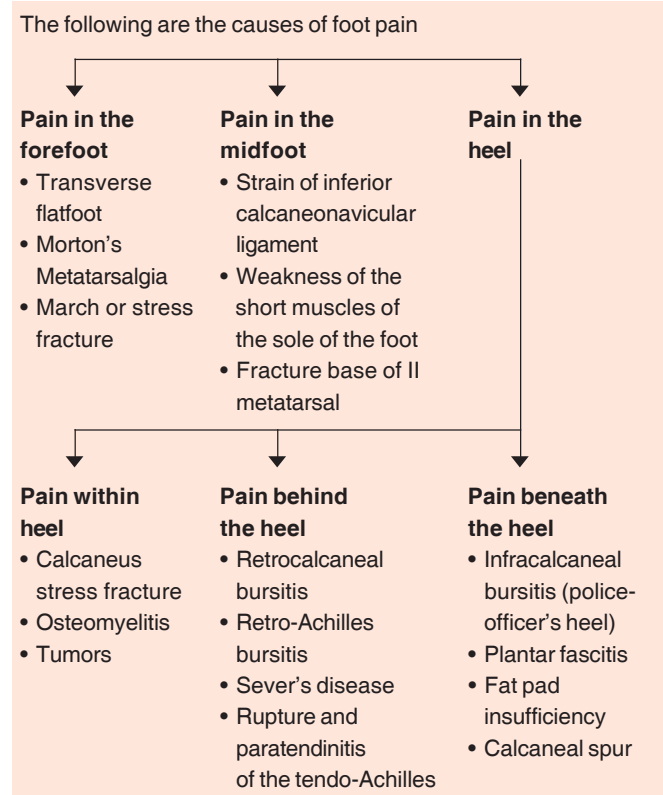 The following are the causes of foot pain
Pain in the
forefoot
• Transverse
flatfoot
• Morton's
Metatarsalgia
• March or stress
fracture
Pain in the
midfoot
• Strain of inferior
calcaneonavicular
ligament
• Weakness of the
short muscles of
the sole of the foot
• Fracture base of II
metatarsal
Pain in the
heel
Pain within
heel
• Calcaneus
stress fracture
• Osteomyelitis
• Tumors
Pain behind
the heel
• Retrocalcaneal
bursitis
• Retro-Achilles
bursitis
• Sever's disease
• Rupture and
paratendinitis
of the tendo-Achilles
Pain beneath
the heel
• Infracalcaneal
bursitis (police-
officer's heel)
• Plantar fascitis
• Fat pad
insufficiency
• Calcaneal spur